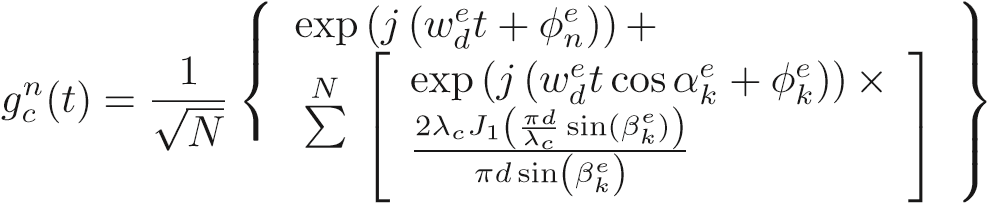 g_c^n(t) = \frac{1}{\sqrt{N}} \left\{ \begin{array}{l} \exp\left(j\left(w_d^e t + \phi_n^e\right)\right) + \\ \sum^{N} \left[ \begin{array}{l} \exp\left(j\left(w_d^e t \cos \alpha_k^e + \phi_k^e\right)\right) \times \\ \frac{2\lambda_c J_1\left(\frac{\pi d}{\lambda_c} \sin(\beta_k^e)\right)}{\pi d \sin\left(\beta_k^e\right)} \end{array} \right] \end{array} \right\}